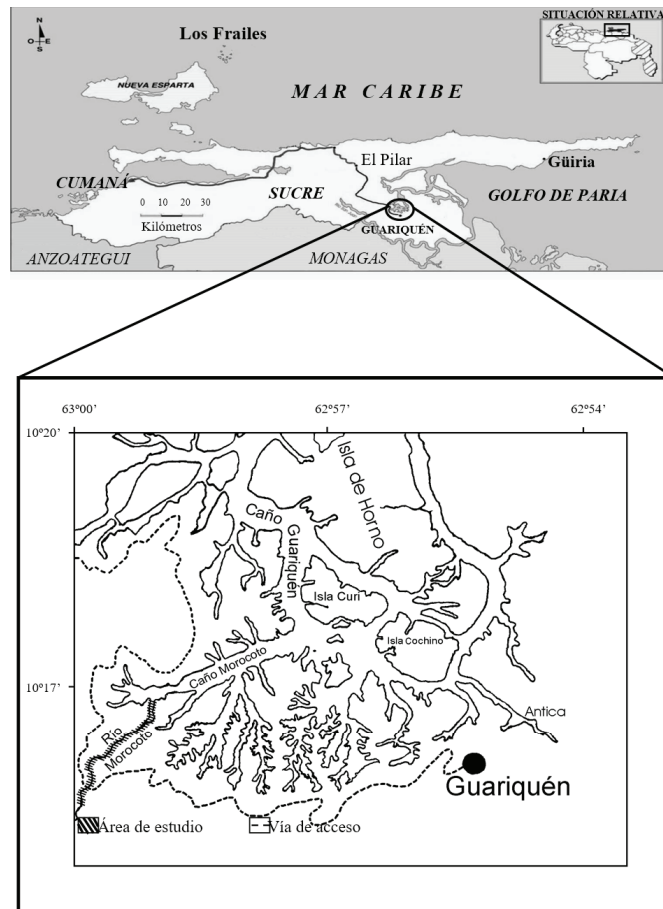 SITUACIÓN RELATIVA
N
O E
S
Los Frailes
NUEVA ESPARTA
MAR CARIBE
El Pilar
Güiria
CUMANÁ
SUCRE
GOLFO DE PARIA
0 10 20 30
Kilómetros
GUARIQUÉN
ANZOATEGUI
MONAGAS
63°00’
62°57’
62°54’
10°20’
Isla de Horno
Caño
Guariquén
Isla Curi
Isla Cochino
Caño Morocoto
10°17’
Antica
Río
Morocoto
Guariquén
Área de estudio
Vía de acceso